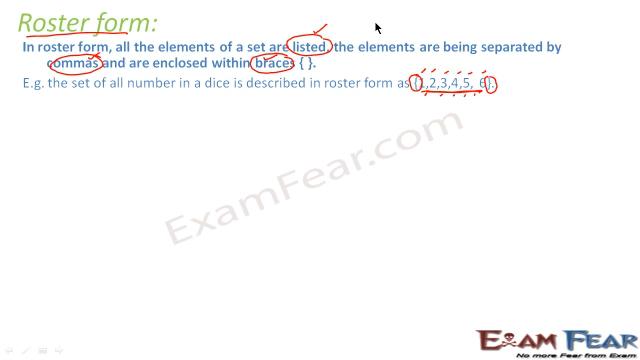 Roster form:
In roster form, all the elements of a set are listed, the elements are being separated by
commas and are enclosed within braces { }.
E.g. the set of all number in a dice is described in roster form as {1,2,3,4,5, 6}.
ExamFear.com
EXAM FEAR
No more Fear from Exam